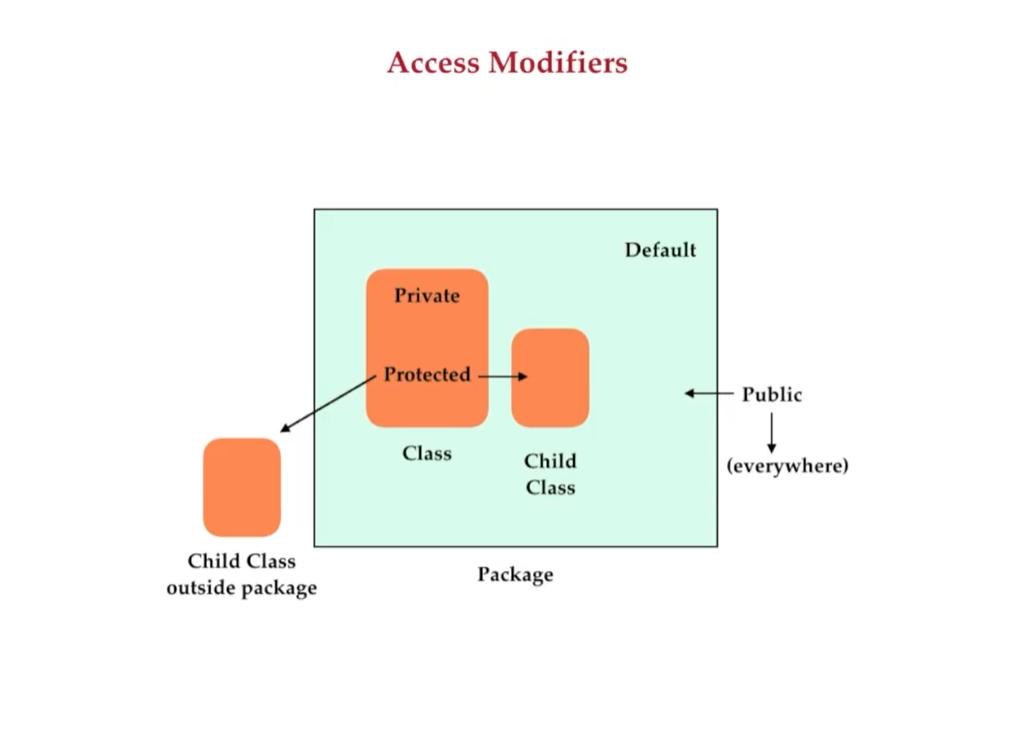 Access Modifiers
Default
Private
Protected
Public
Class
Child
Class
(everywhere)
Child Class
outside package
Package